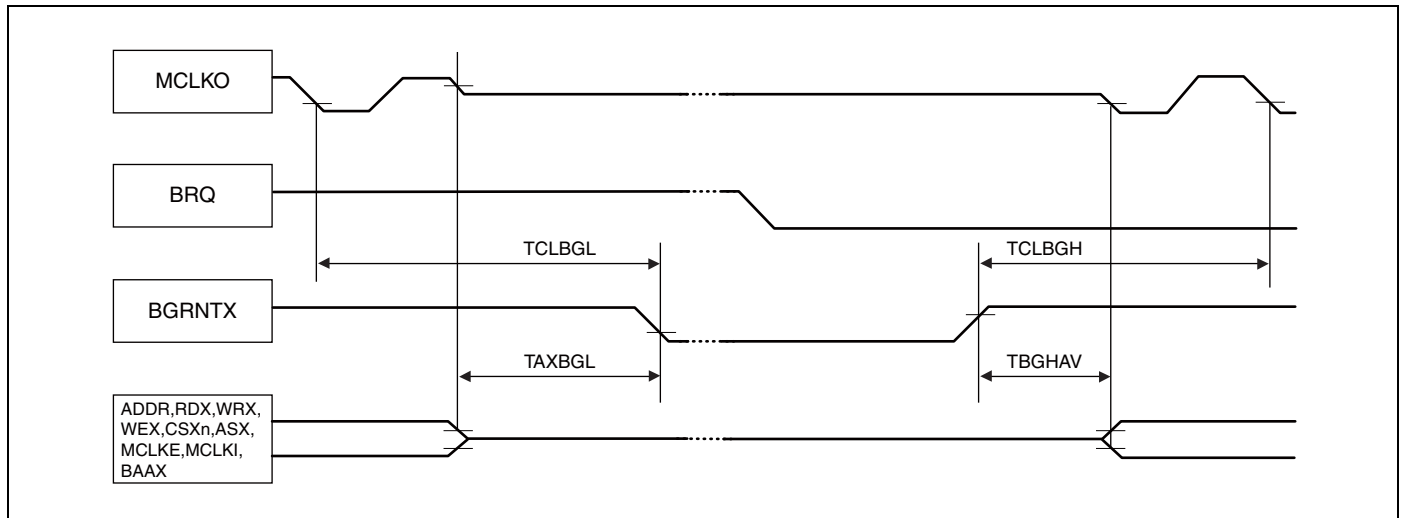 MCLKO
BRQ
TCLBGL
TCLBGH
BGRNTX
TAXBGL
TBGHAV
ADDR,RDX,WRX,
WEX,CSXn,ASX,
MCLKE,MCLKI,
BAAX